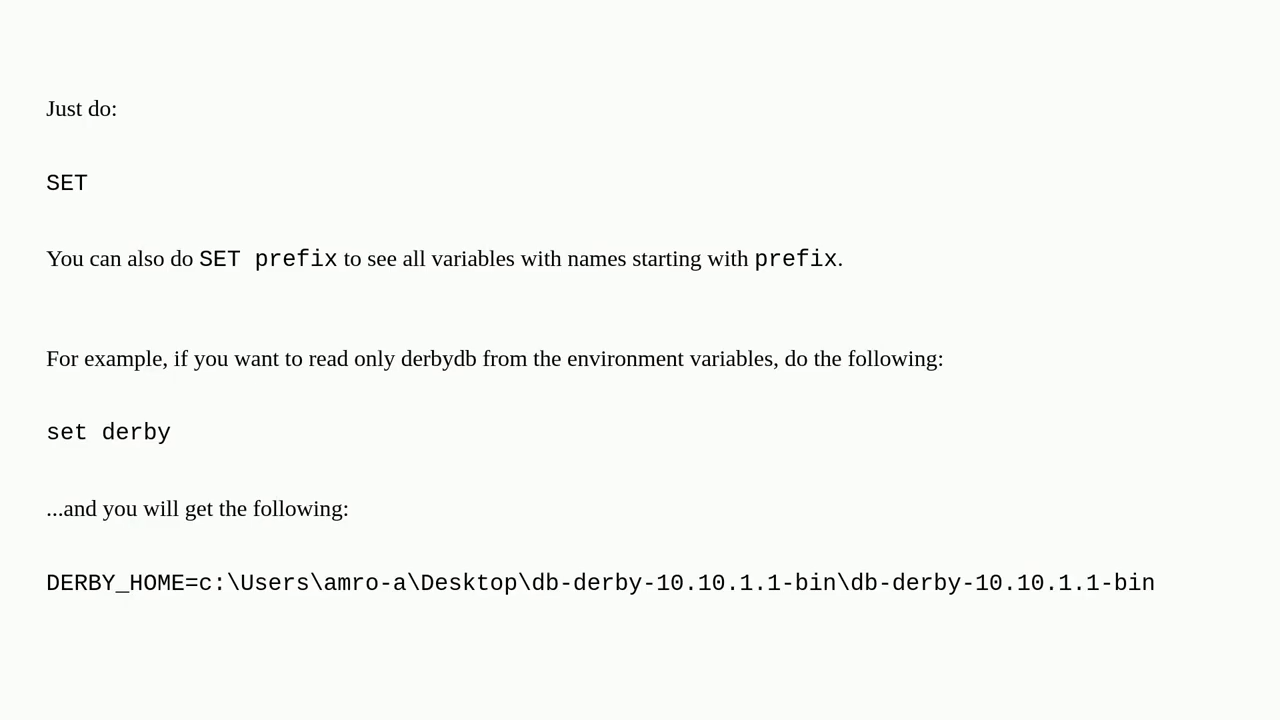 Just do:
SET
You can also do SET prefix to see all variables with names starting with prefix.
For example, if you want to read only derbydb from the environment variables, do the following:
set derby
...and you will get the following:
DERBY_HOME=c:\Users\amro-a\Desktop\db-derby-10.10.1.1-bin\db-derby-10.10.1.1-bin